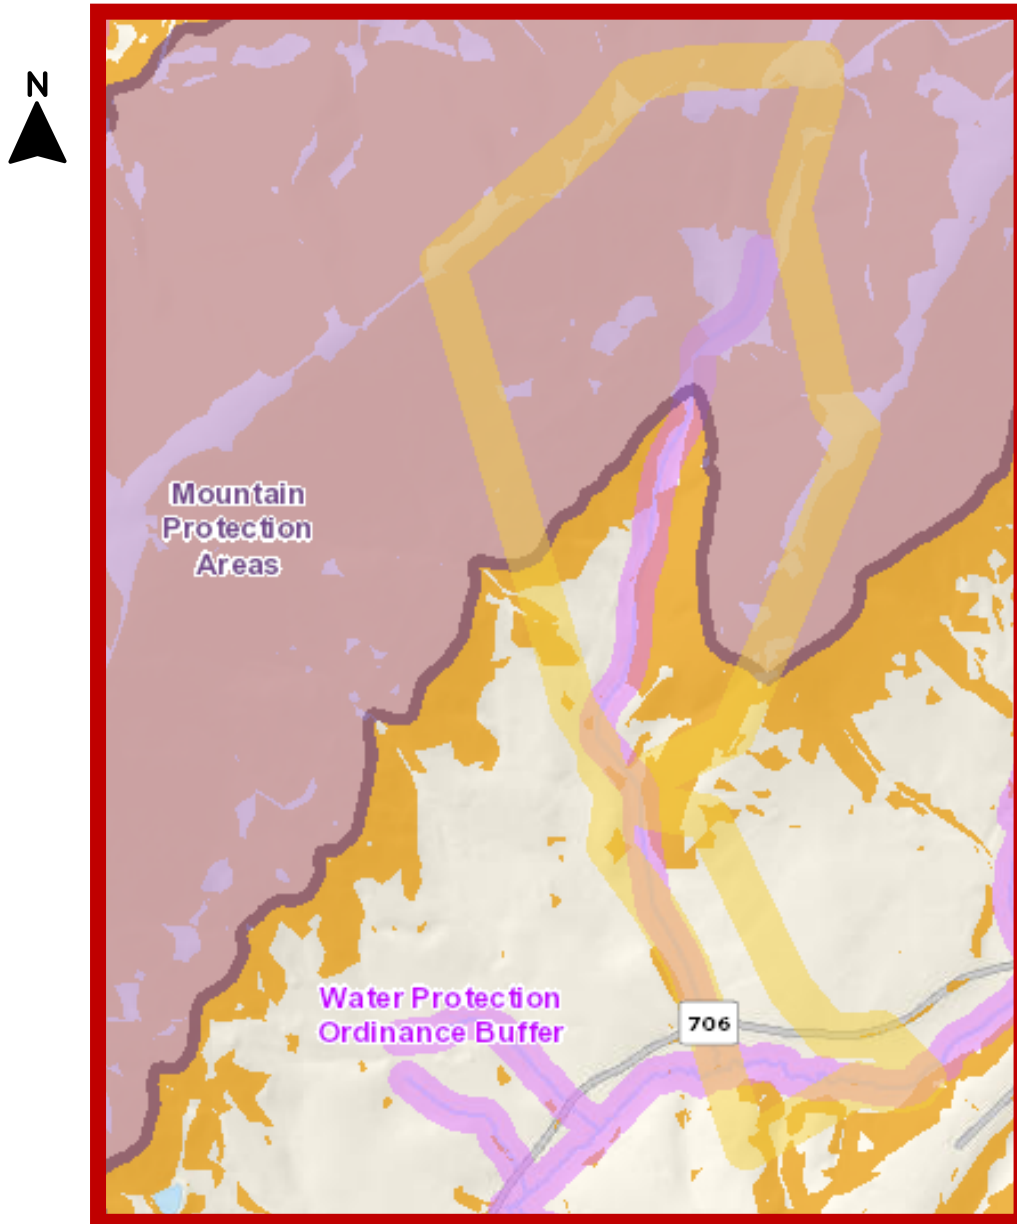 N
Mountain
Protection
Areas
Water Protection
Ordinance Buffer
706